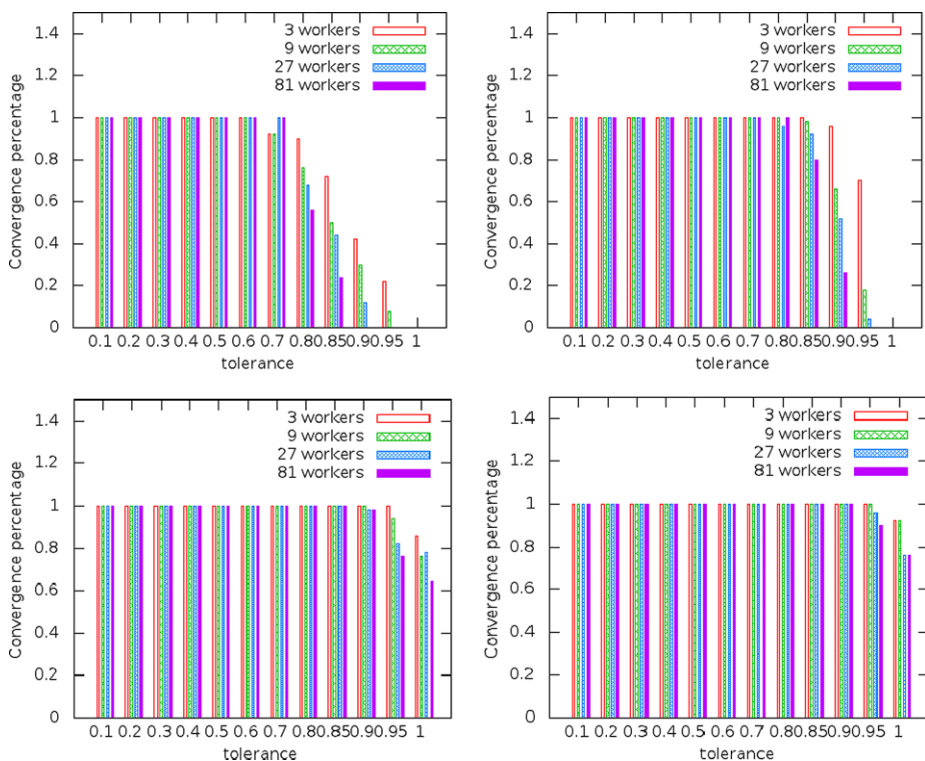 1.4
1.2
1
0.8
0.6
0.4
0.2
0
Convergence percentage
3 workers
9 workers
27 workers
81 workers
0.1 0.2 0.3 0.4 0.5 0.6 0.7 0.80.850.90.95 1
tolerance
1.4
1.2
1
0.8
0.6
0.4
0.2
0
Convergence percentage
3 workers
9 workers
27 workers
81 workers
0.1 0.2 0.3 0.4 0.5 0.6 0.7 0.80.850.90.95 1
tolerance
1.4
1.2
1
0.8
0.6
0.4
0.2
0
Convergence percentage
3 workers
9 workers
27 workers
81 workers
0.1 0.2 0.3 0.4 0.5 0.6 0.7 0.80.850.90.95 1
tolerance
1.4
1.2
1
0.8
0.6
0.4
0.2
0
Convergence percentage
3 workers
9 workers
27 workers
81 workers
0.1 0.2 0.3 0.4 0.5 0.6 0.7 0.80.850.90.95 1
tolerance